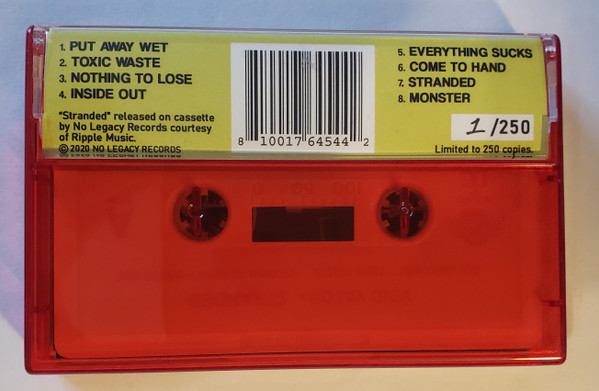 1. PUT AWAY WET
2. TOXIC WASTE
3. NOTHING TO LOSE
4. INSIDE OUT
"Stranded" released on cassette
by No Legacy Records courtesy
of Ripple Music.
© 2020 NO LEGACY RECORDS
8 10017 64544 2
5. EVERYTHING SUCKS
6. COME TO HAND
7. STRANDED
8. MONSTER
1/250
Limited to 250 copies.